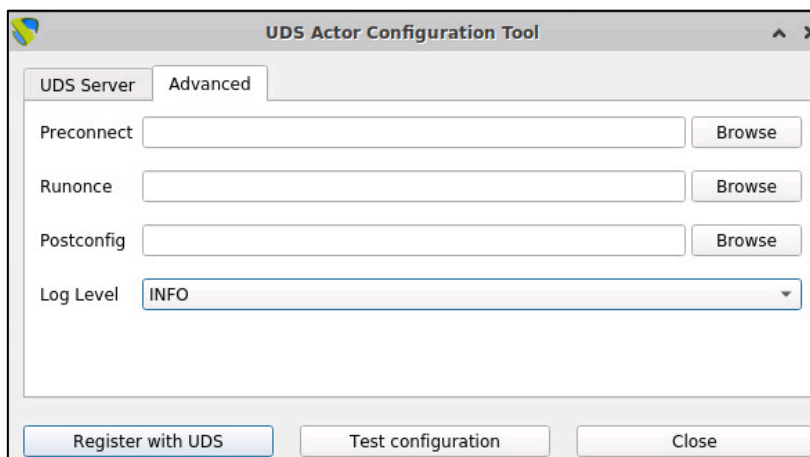 UDS Actor Configuration Tool
UDS Server Advanced
Preconnect Browse
Runonce Browse
Postconfig Browse
Log Level INFO
Register with UDS Test configuration Close